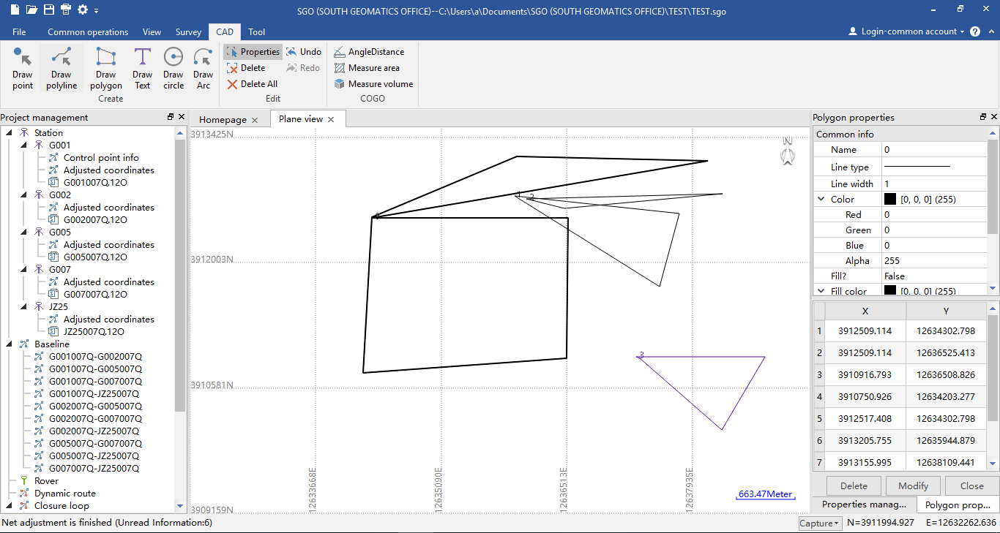 SGO (SOUTH GEOMATICS OFFICE)--C:\Users\a\Documents\SGO (SOUTH GEOMATICS OFFICE)\TEST\TEST.sgo
File Common operations View Survey CAD Tool Login-common account
Draw point Draw polyline Draw polygon Draw Text Draw circle Draw Arc
Create
Properties Undo
Delete Redo
Delete All
Edit
AngleDistance
Measure area
Measure volume
COGO
Project management
Station
G001
Control point info
Adjusted coordinates
G001007Q.12O
G002
Adjusted coordinates
G002007Q.12O
G005
Adjusted coordinates
G005007Q.12O
G007
Adjusted coordinates
G007007Q.12O
JZ25
Adjusted coordinates
JZ25007Q.12O
Baseline
G001007Q-G002007Q
G001007Q-G005007Q
G001007Q-G007007Q
G001007Q-JZ25007Q
G002007Q-G005007Q
G002007Q-G007007Q
G002007Q-JZ25007Q
G005007Q-G007007Q
G005007Q-JZ25007Q
G007007Q-JZ25007Q
Rover
Dynamic route
Closure loop
Homepage Plane view
3913425N
N
1 2
0
3912003N
3
3910581N
12633668E 12635090E 12636513E 12637935E
663.47Meter
3909159N
Polygon properties
Common info
Name 0
Line type
Line width 1
Color [0, 0, 0] (255)
Red 0
Green 0
Blue 0
Alpha 255
Fill? False
Fill color [0, 0, 0] (255)
X Y
1 3912509.114 12634302.798
2 3912509.114 12636525.413
3 3910916.793 12636508.826
4 3910750.926 12634203.277
5 3912517.408 12634302.798
6 3913205.755 12635944.879
7 3913155.995 12638109.441
Delete Modify Close
Properties manag... Polygon prop...
Net adjustment is finished (Unread Information:6) Capture N=3911994.927 E=12632262.636